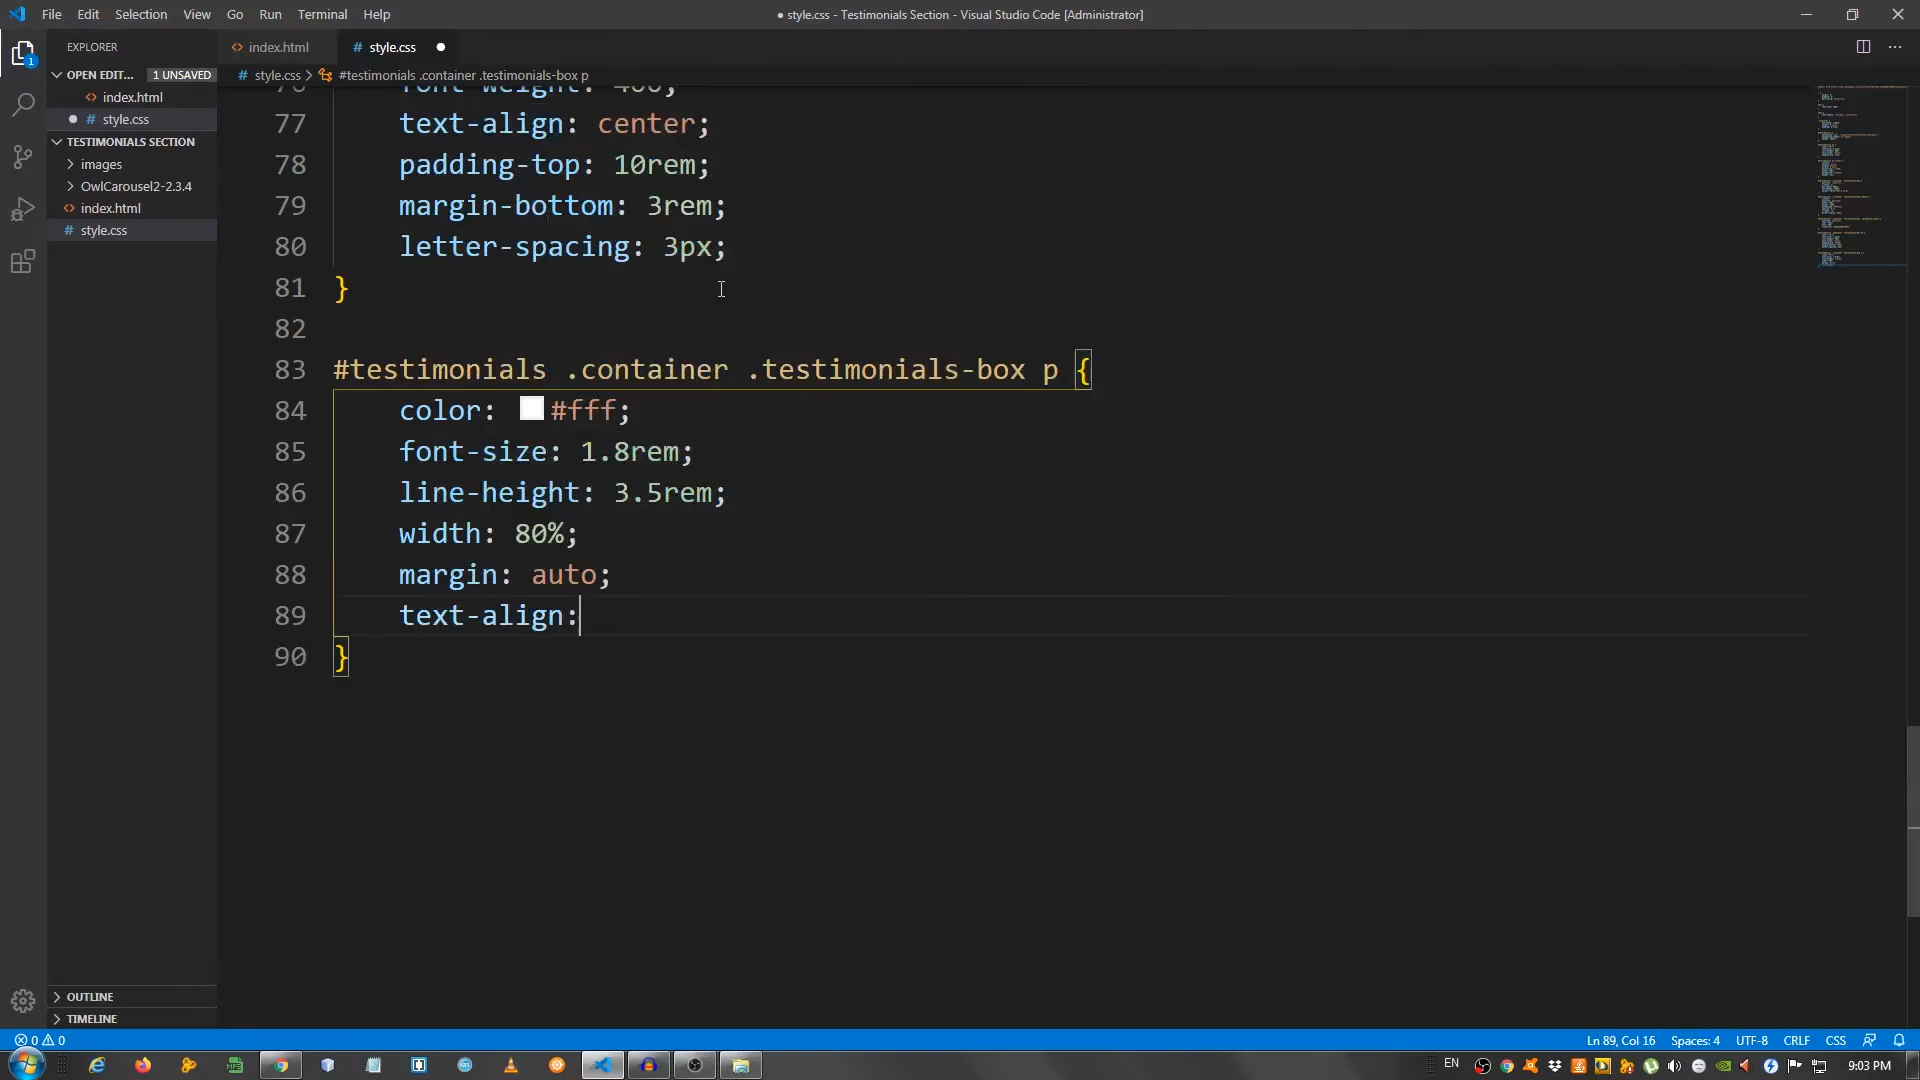 File Edit Selection View Go Run Terminal Help
● style.css - Testimonials Section - Visual Studio Code [Administrator]
EXPLORER
OPEN EDIT... 1 UNSAVED
index.html
style.css
TESTIMONIALS SECTION
images
OwlCarousel2-2.3.4
index.html
style.css
OUTLINE
TIMELINE
index.html
# style.css ●
# style.css > #testimonials .container .testimonials-box p
76 font-weight: 400;
77 text-align: center;
78 padding-top: 10rem;
79 margin-bottom: 3rem;
80 letter-spacing: 3px;
81 }
82
83 #testimonials .container .testimonials-box p {
84 color: #fff;
85 font-size: 1.8rem;
86 line-height: 3.5rem;
87 width: 80%;
88 margin: auto;
89 text-align:
90 }
0 0
Ln 89, Col 16 Spaces: 4 UTF-8 CRLF CSS
EN 9:03 PM